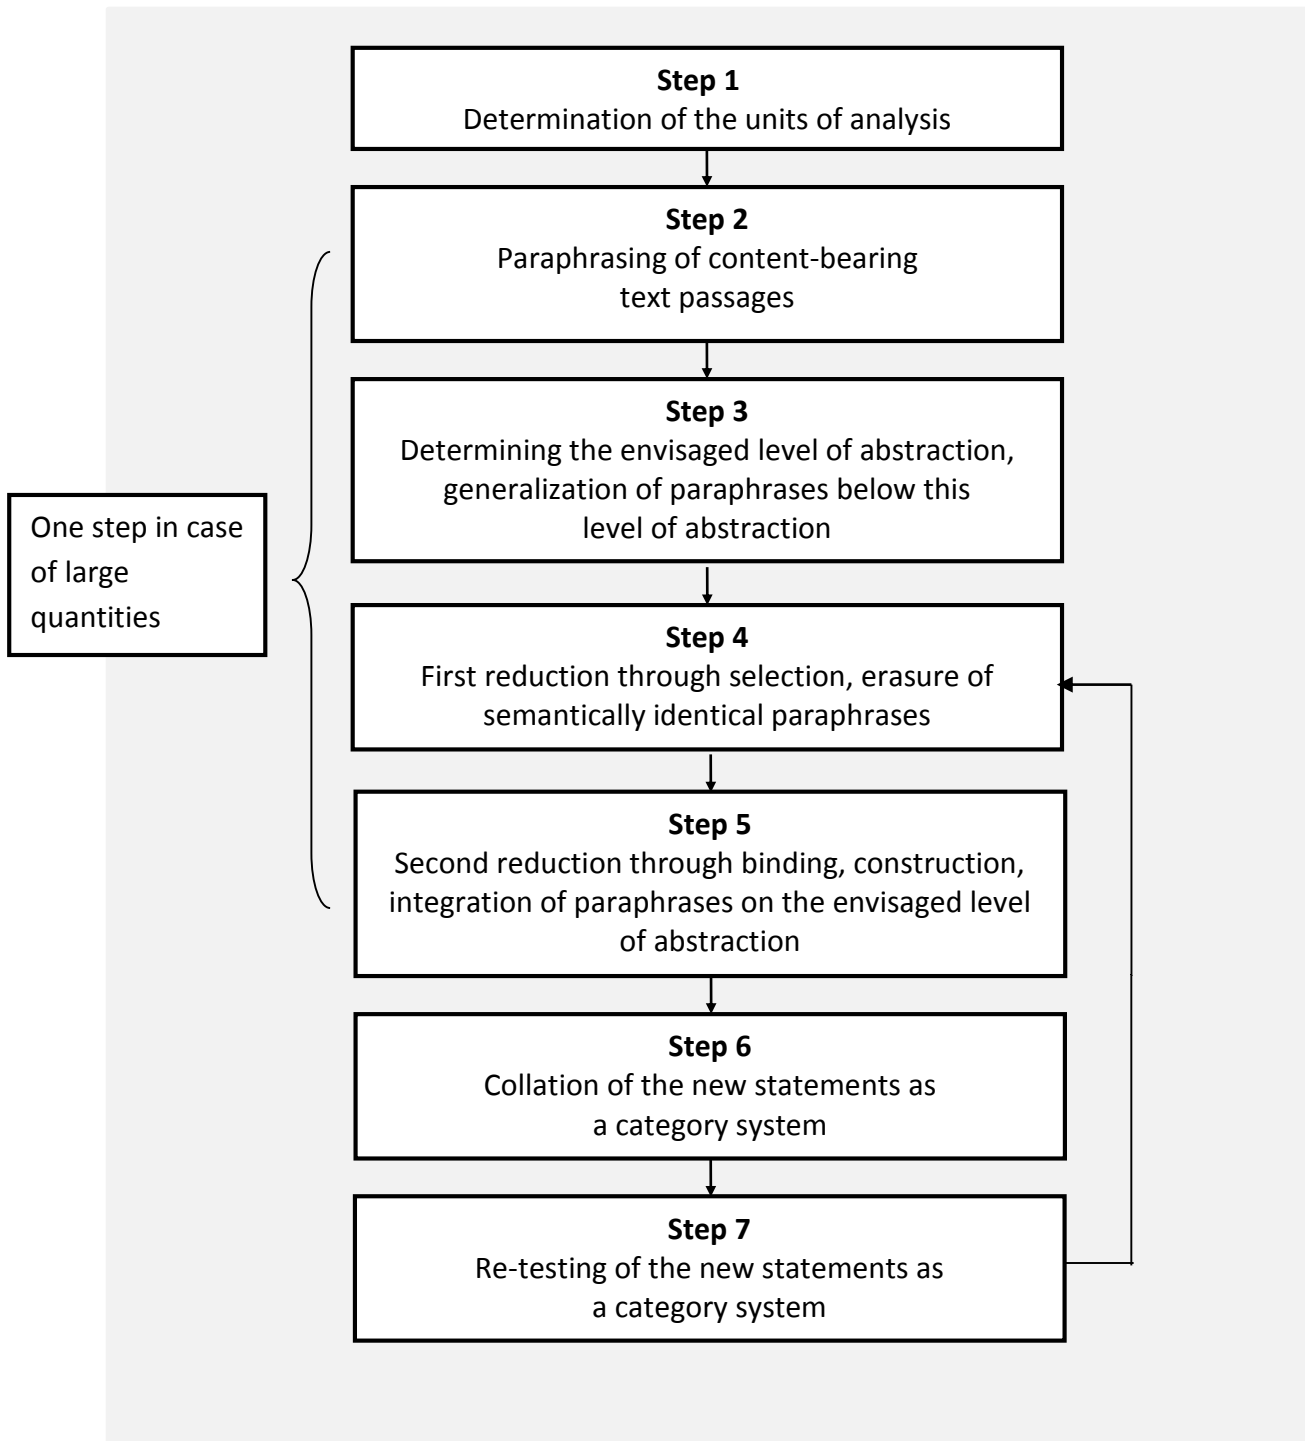 Step 1
Determination of the units of analysis
Step 2
Paraphrasing of content-bearing
text passages
Step 3
Determining the envisaged level of abstraction,
generalization of paraphrases below this
level of abstraction
One step in case
of large
quantities
Step 4
First reduction through selection, erasure of
semantically identical paraphrases
Step 5
Second reduction through binding, construction,
integration of paraphrases on the envisaged level
of abstraction
Step 6
Collation of the new statements as
a category system
Step 7
Re-testing of the new statements as
a category system